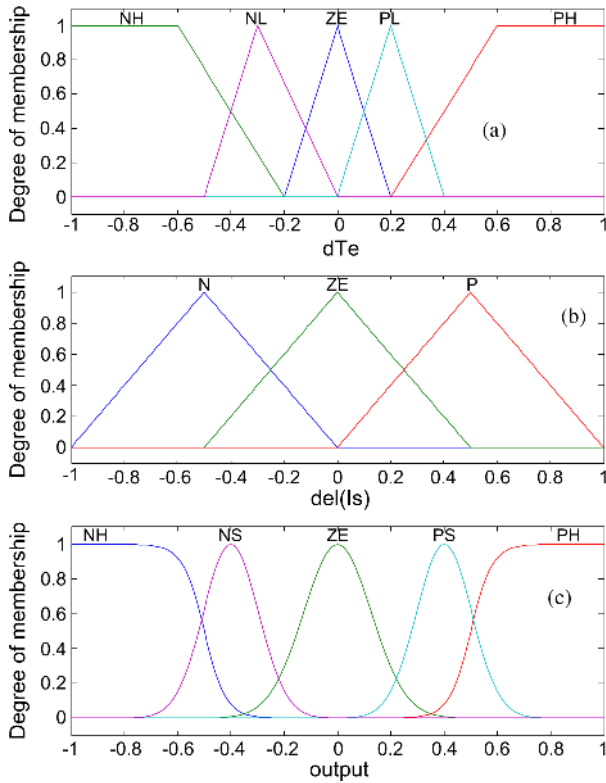 NH NL ZE PL PH
1
0.8
0.6
0.4
0.2
0
Degree of membership
(a)
-1 -0.8 -0.6 -0.4 -0.2 0 0.2 0.4 0.6 0.8 1
dTe
N ZE P
1
0.8
0.6
0.4
0.2
0
Degree of membership
(b)
-1 -0.8 -0.6 -0.4 -0.2 0 0.2 0.4 0.6 0.8 1
del(Is)
NH NS ZE PS PH
1
0.8
0.6
0.4
0.2
0
Degree of membership
(c)
-1 -0.8 -0.6 -0.4 -0.2 0 0.2 0.4 0.6 0.8 1
output